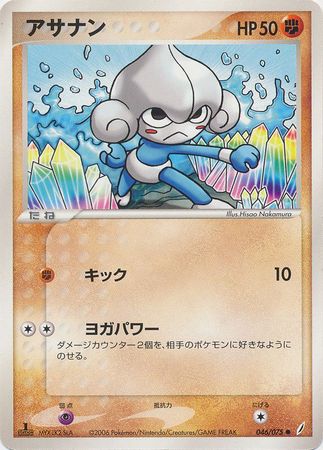 アサナン HP50
たね
Illus.Hisao Nakamura
キック 10
ヨガパワー
ダメージカウンター2個を、相手のポケモンに好きなように
のせる。
弱点 抵抗力 にげる
©2006 Pokémon/Nintendo/Creatures/GAME FREAK 046/075 ●